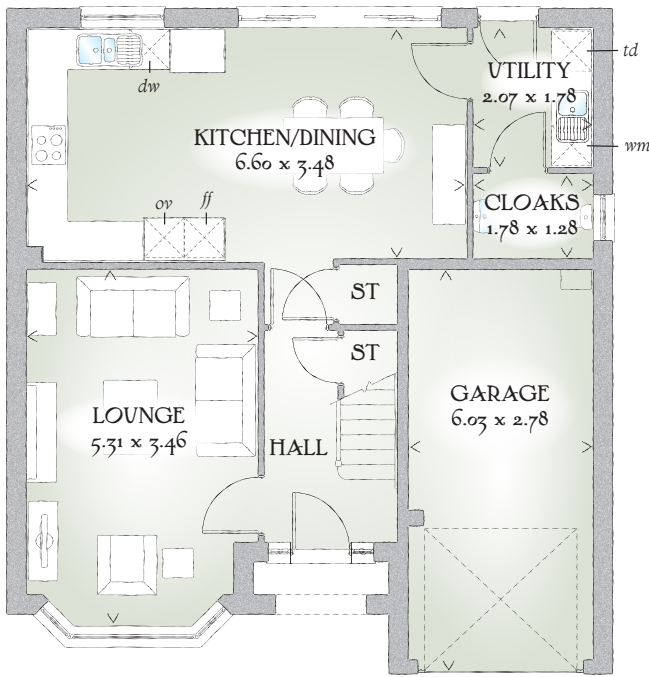 td
UTILITY
2.07 x 1.78
dw
wm
KITCHEN/DINING
6.60 x 3.48
ov
ff
CLOAKS
1.78 x 1.28
ST
ST
GARAGE
6.03 x 2.78
LOUNGE
5.31 x 3.46
HALL